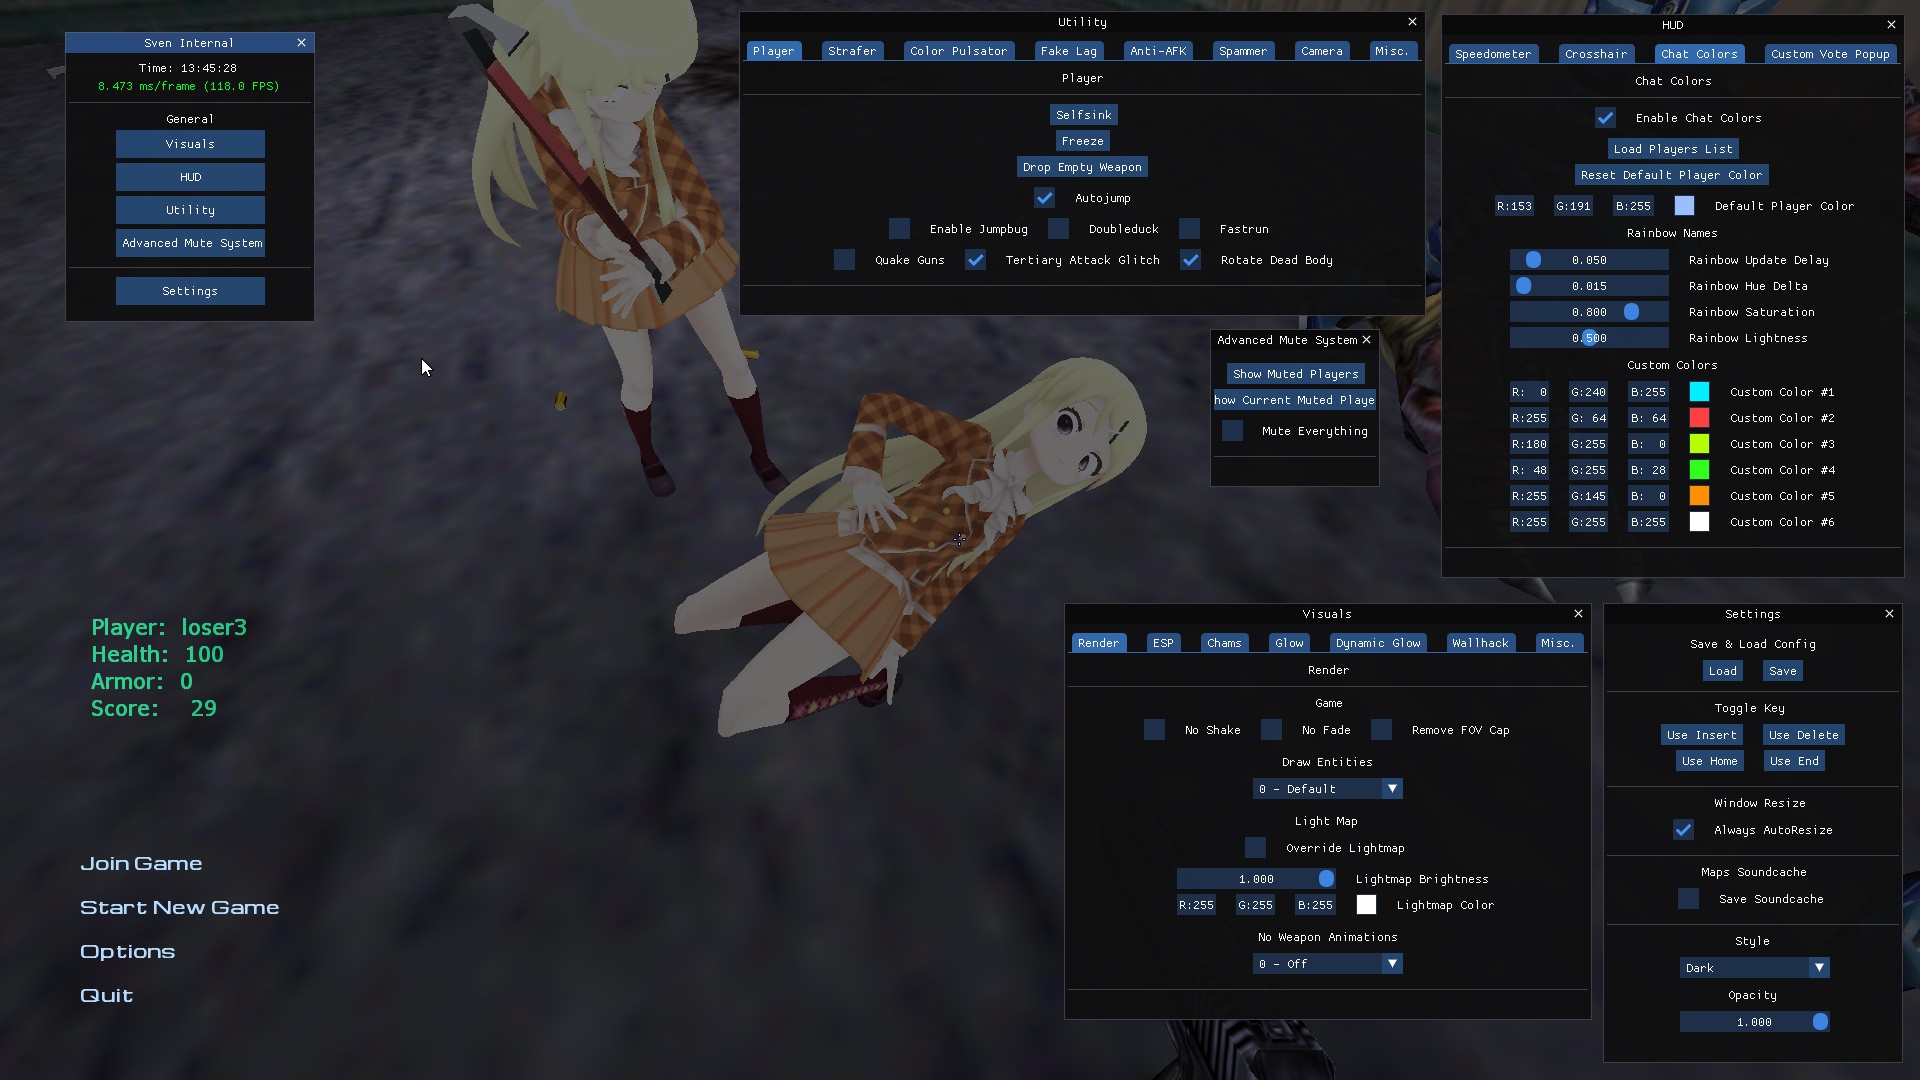 Sven Internal
Time: 13:45:28
8.473 ms/frame (118.0 FPS)
General
Visuals
HUD
Utility
Advanced Mute System
Settings
Player: loser3
Health: 100
Armor: 0
Score: 29
Join Game
Start New Game
Options
Quit
Utility
Player Strafer Color Pulsator Fake Lag Anti-AFK Spammer Camera Misc.
Player
Selfsink
Freeze
Drop Empty Weapon
Autojump
Enable Jumpbug Doubleduck Fastrun
Quake Guns Tertiary Attack Glitch Rotate Dead Body
Advanced Mute System
Show Muted Players
how Current Muted Playe
Mute Everything
HUD
Speedometer Crosshair Chat Colors Custom Vote Popup
Chat Colors
Enable Chat Colors
Load Players List
Reset Default Player Color
R:153 G:191 B:255 Default Player Color
Rainbow Names
0.050 Rainbow Update Delay
0.015 Rainbow Hue Delta
0.800 Rainbow Saturation
0.500 Rainbow Lightness
Custom Colors
R: 0 G:240 B:255 Custom Color #1
R:255 G: 64 B: 64 Custom Color #2
R:180 G:255 B: 0 Custom Color #3
R: 48 G:255 B: 28 Custom Color #4
R:255 G:145 B: 0 Custom Color #5
R:255 G:255 B:255 Custom Color #6
Visuals
Render ESP Chams Glow Dynamic Glow Wallhack Misc.
Render
Game
No Shake No Fade Remove FOV Cap
Draw Entities
0 - Default
Light Map
Override Lightmap
1.000 Lightmap Brightness
R:255 G:255 B:255 Lightmap Color
No Weapon Animations
0 - Off
Settings
Save & Load Config
Load Save
Toggle Key
Use Insert Use Delete
Use Home Use End
Window Resize
Always AutoResize
Maps Soundcache
Save Soundcache
Style
Dark
Opacity
1.000